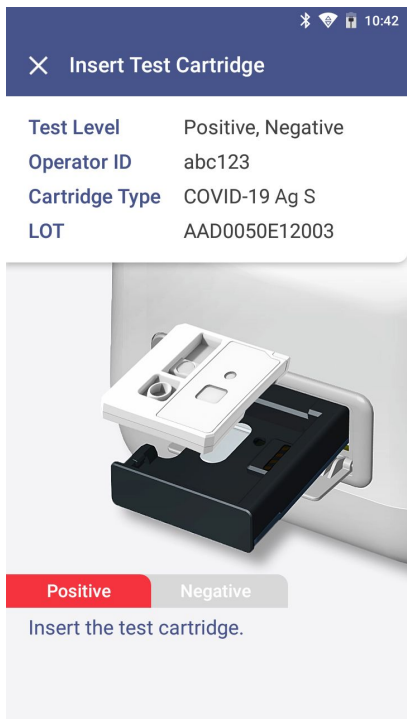 10:42
Insert Test Cartridge
Test Level Positive, Negative
Operator ID abc123
Cartridge Type COVID-19 Ag S
LOT AAD0050E12003
Positive Negative
Insert the test cartridge.